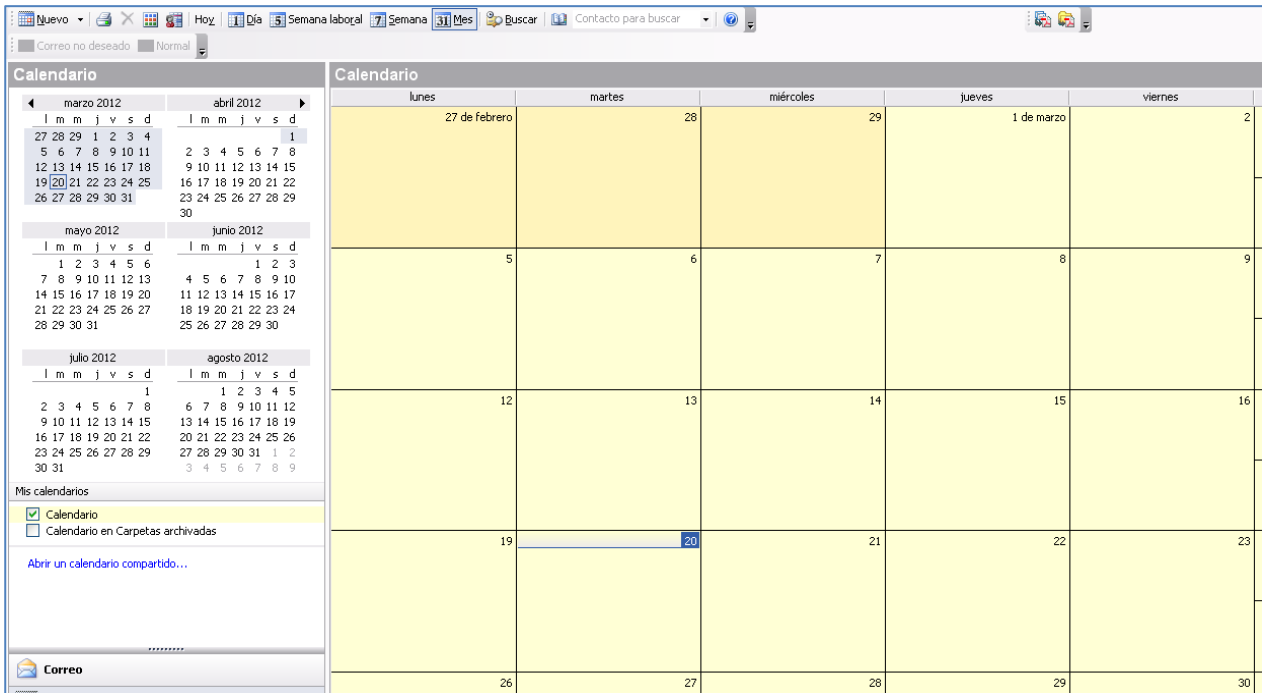 Nuevo Hoy 1 Día 5 Semana laboral 7 Semana 31 Mes Buscar Contacto para buscar
Correo no deseado Normal
Calendario
marzo 2012 abril 2012
l m m j v s d l m m j v s d
27 28 29 1 2 3 4 1
5 6 7 8 9 10 11 2 3 4 5 6 7 8
12 13 14 15 16 17 18 9 10 11 12 13 14 15
19 20 21 22 23 24 25 16 17 18 19 20 21 22
26 27 28 29 30 31 23 24 25 26 27 28 29
30
mayo 2012 junio 2012
l m m j v s d l m m j v s d
1 2 3 4 5 6 1 2 3
7 8 9 10 11 12 13 4 5 6 7 8 9 10
14 15 16 17 18 19 20 11 12 13 14 15 16 17
21 22 23 24 25 26 27 18 19 20 21 22 23 24
28 29 30 31 25 26 27 28 29 30
julio 2012 agosto 2012
l m m j v s d l m m j v s d
1 1 2 3 4 5
2 3 4 5 6 7 8 6 7 8 9 10 11 12
9 10 11 12 13 14 15 13 14 15 16 17 18 19
16 17 18 19 20 21 22 20 21 22 23 24 25 26
23 24 25 26 27 28 29 27 28 29 30 31 1 2
30 31 3 4 5 6 7 8 9
Mis calendarios
Calendario
Calendario en Carpetas archivadas
Abrir un calendario compartido...
Correo
Calendario
lunes martes miércoles jueves viernes
27 de febrero 28 29 1 de marzo 2
5 6 7 8 9
12 13 14 15 16
19 20 21 22 23
26 27 28 29 30